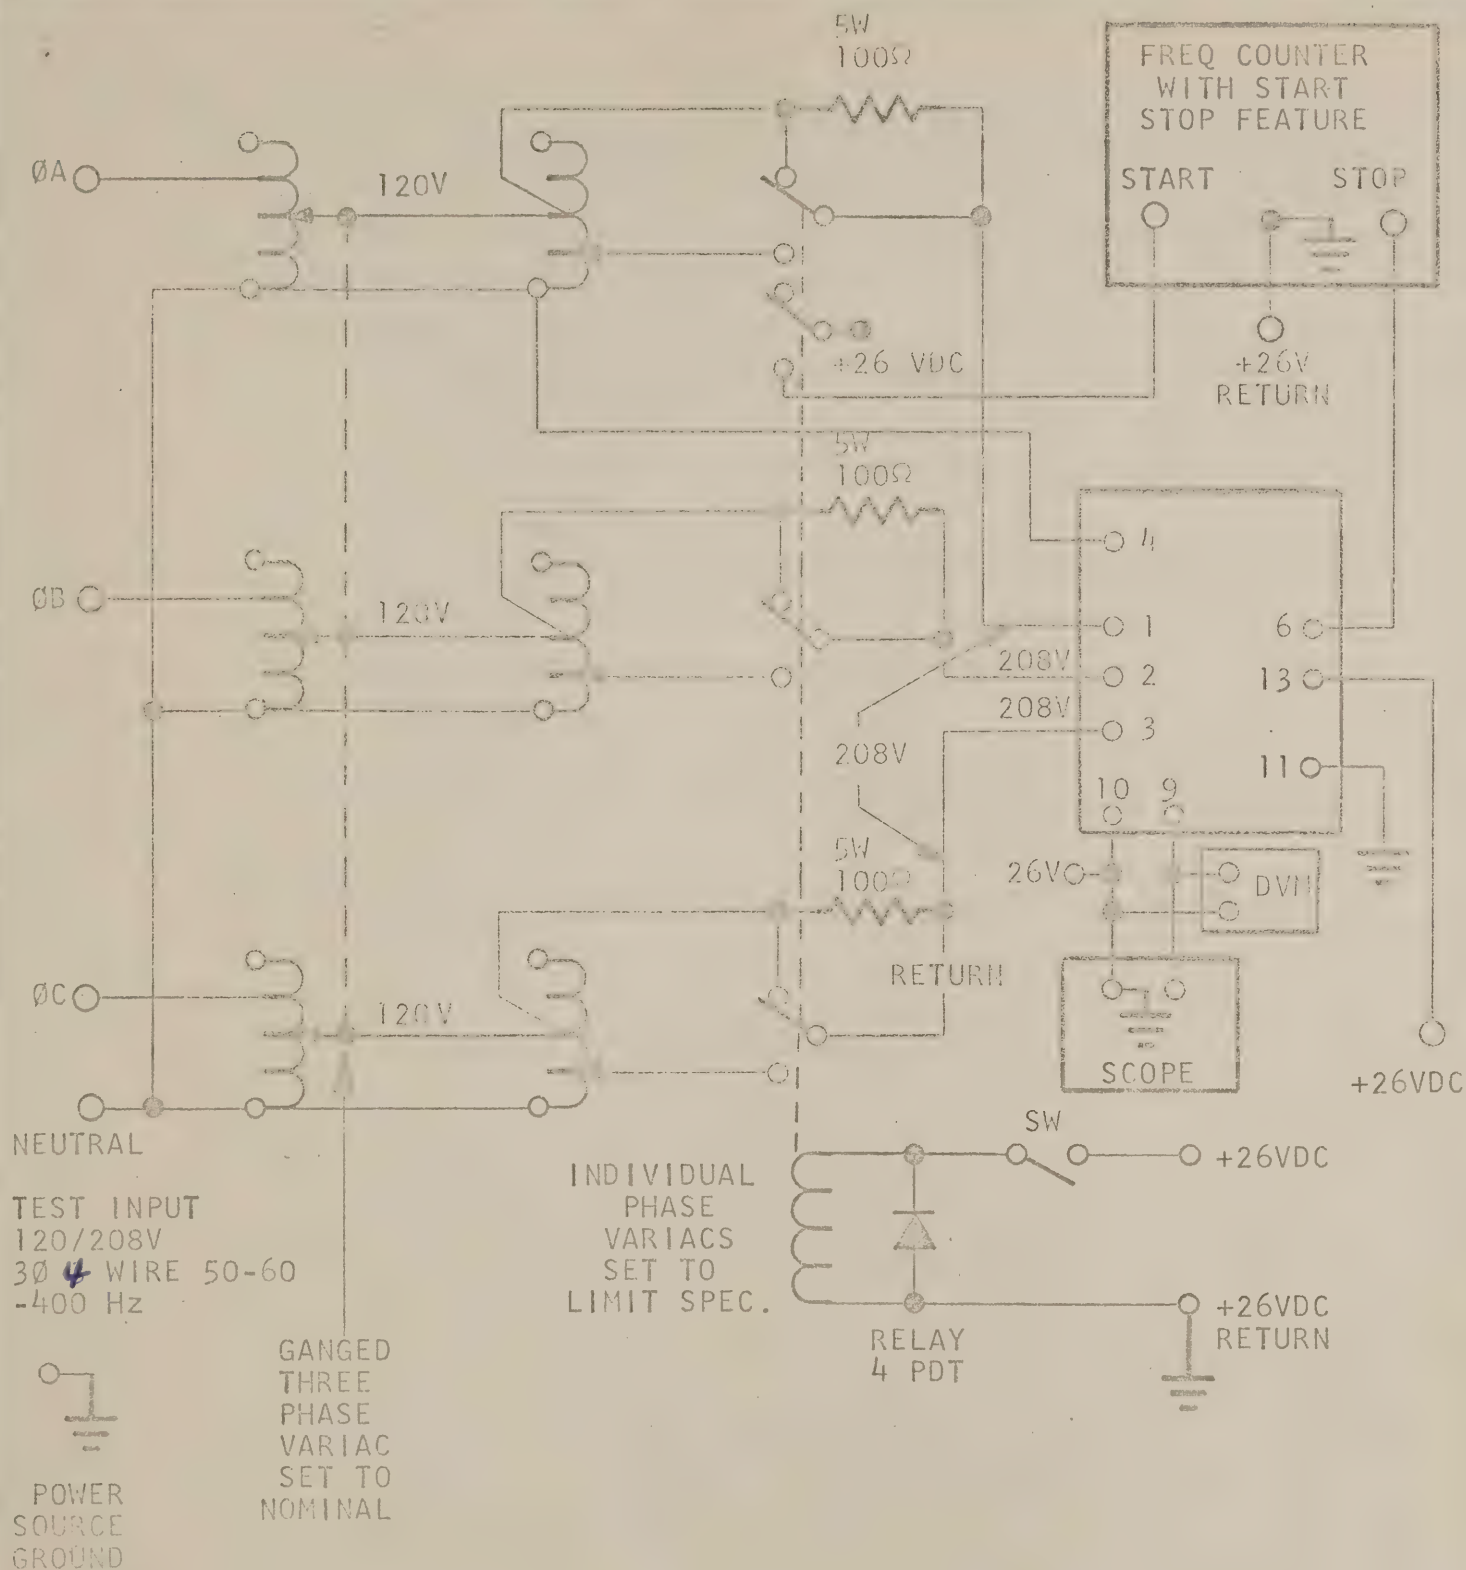 5W
100Ω
FREQ COUNTER
WITH START
STOP FEATURE
START
STOP
ØA
120V
+26 VDC
+26V
RETURN
5W
100Ω
4
ØB
120V
1
6
208V
2
13
208V
3
208V
11
10
9
5W
100Ω
26V
DVM
RETURN
ØC
120V
SCOPE
+26VDC
NEUTRAL
SW
+26VDC
TEST INPUT
120/208V
3Ø 4 WIRE 50-60
-400 Hz
INDIVIDUAL
PHASE
VARIACS
SET TO
LIMIT SPEC.
+26VDC
RETURN
RELAY
4 PDT
GANGED
THREE
PHASE
VARIAC
SET TO
NOMINAL
POWER
SOURCE
GROUND